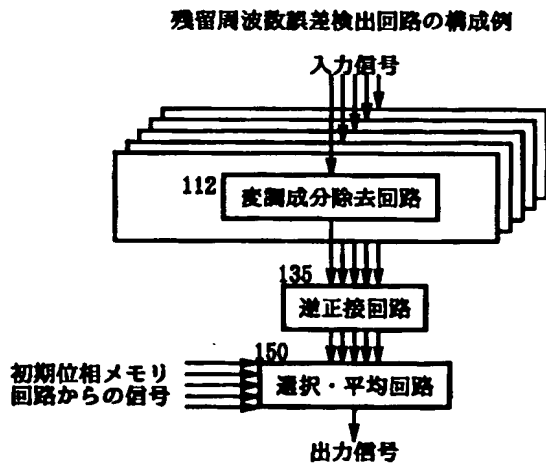 残留周波数誤差検出回路の構成例
入力信号
112
変調成分除去回路
135
逆正接回路
150
初期位相メモリ
回路からの信号
選択・平均回路
出力信号